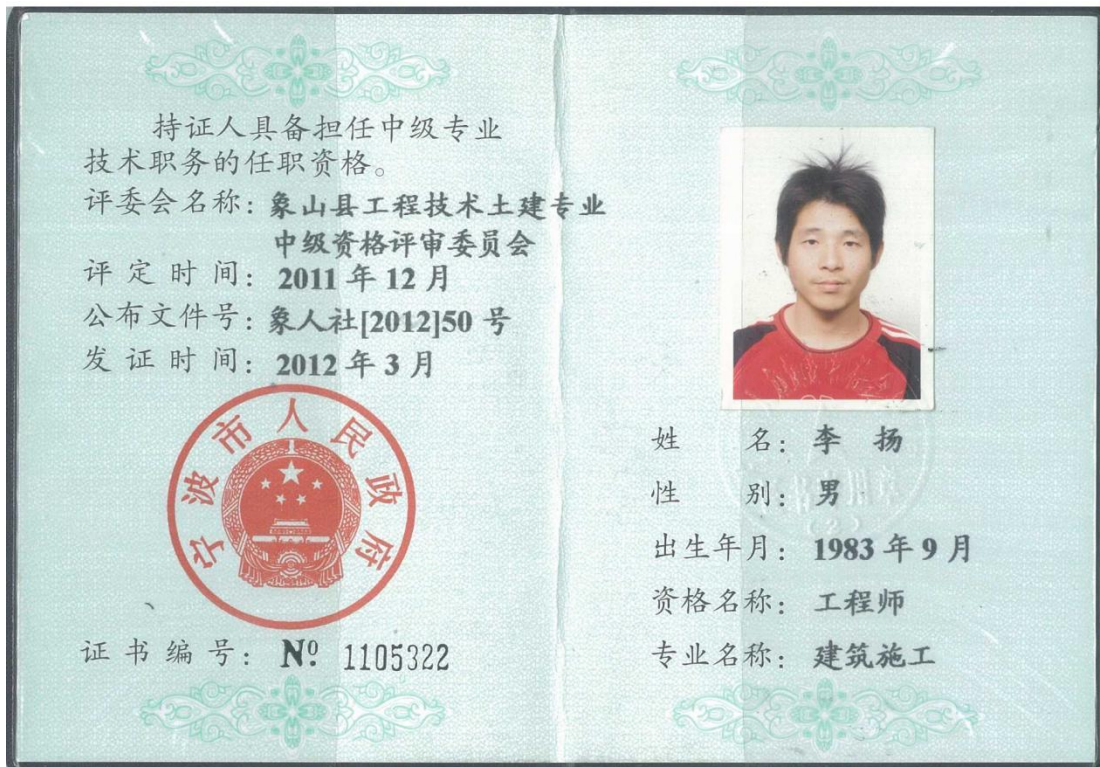 持证人具备担任中级专业
技术职务的任职资格。
评委会名称：象山县工程技术土建专业
中级资格评审委员会
评定时间：2011年12月
公布文件号：象人社[2012]50号
发证时间：2012年3月
宁波市人民政府
证书编号：Nº 1105322
姓名：李扬
性别：男
出生年月：1983年9月
资格名称：工程师
专业名称：建筑施工